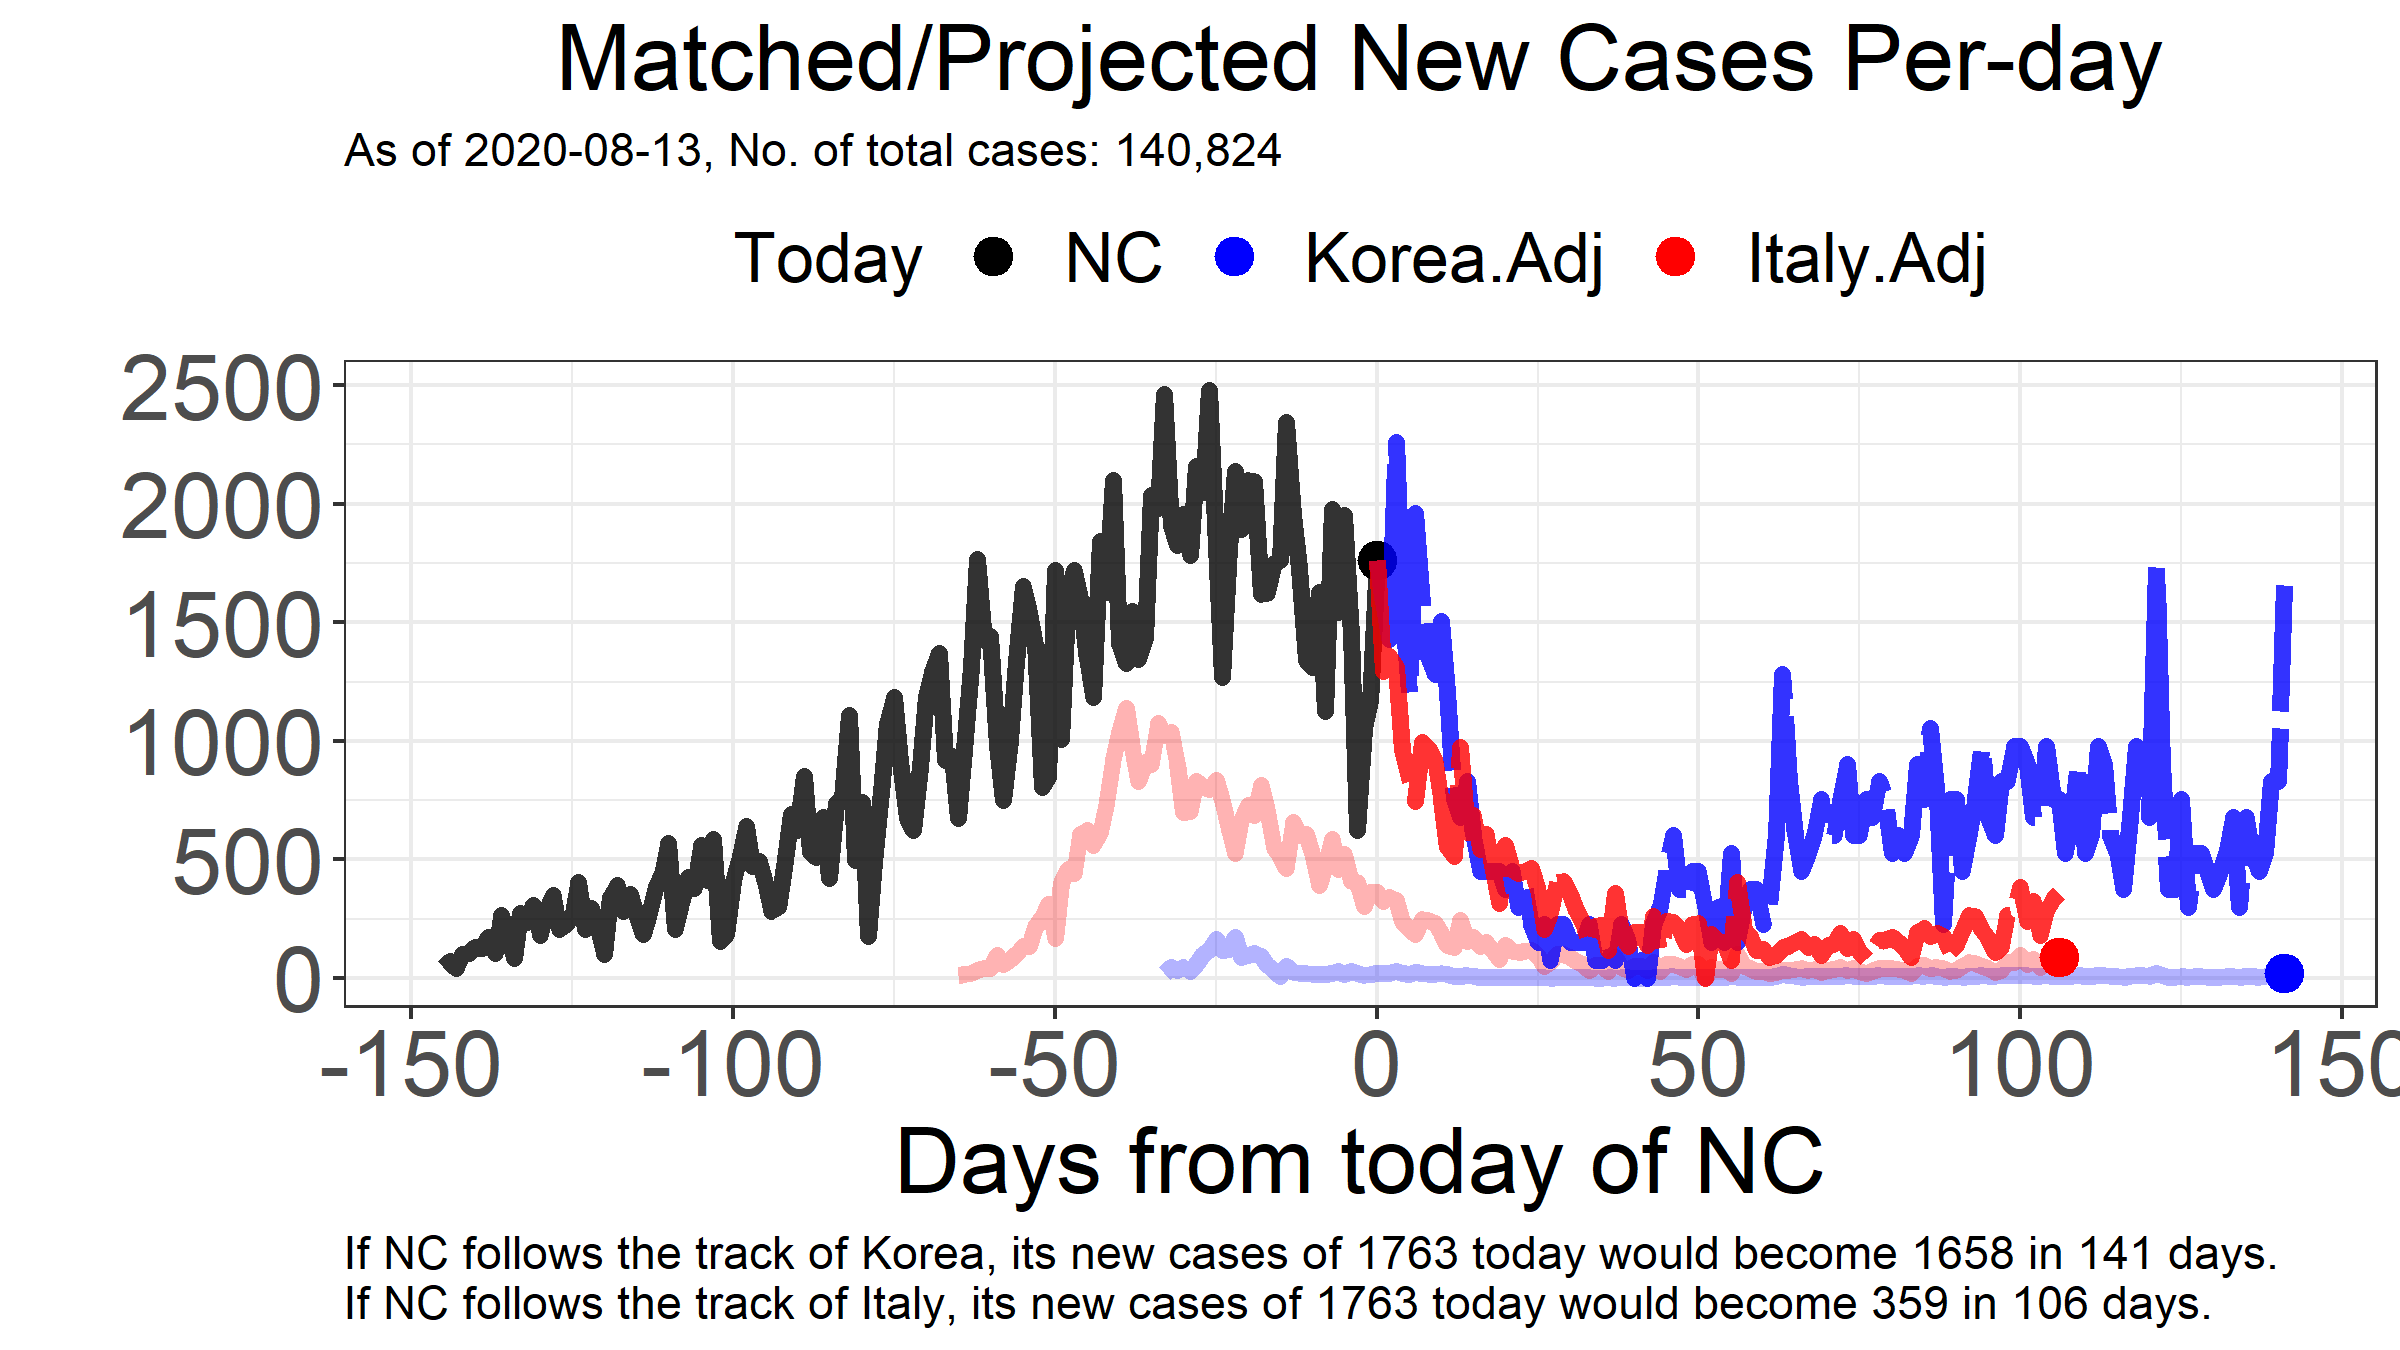 Matched/Projected New Cases Per-day
As of 2020-08-13, No. of total cases: 140,824
Today NC Korea.Adj Italy.Adj
2500
2000
1500
1000
500
0
-150 -100 -50 0 50 100 150
Days from today of NC
If NC follows the track of Korea, its new cases of 1763 today would become 1658 in 141 days.
If NC follows the track of Italy, its new cases of 1763 today would become 359 in 106 days.